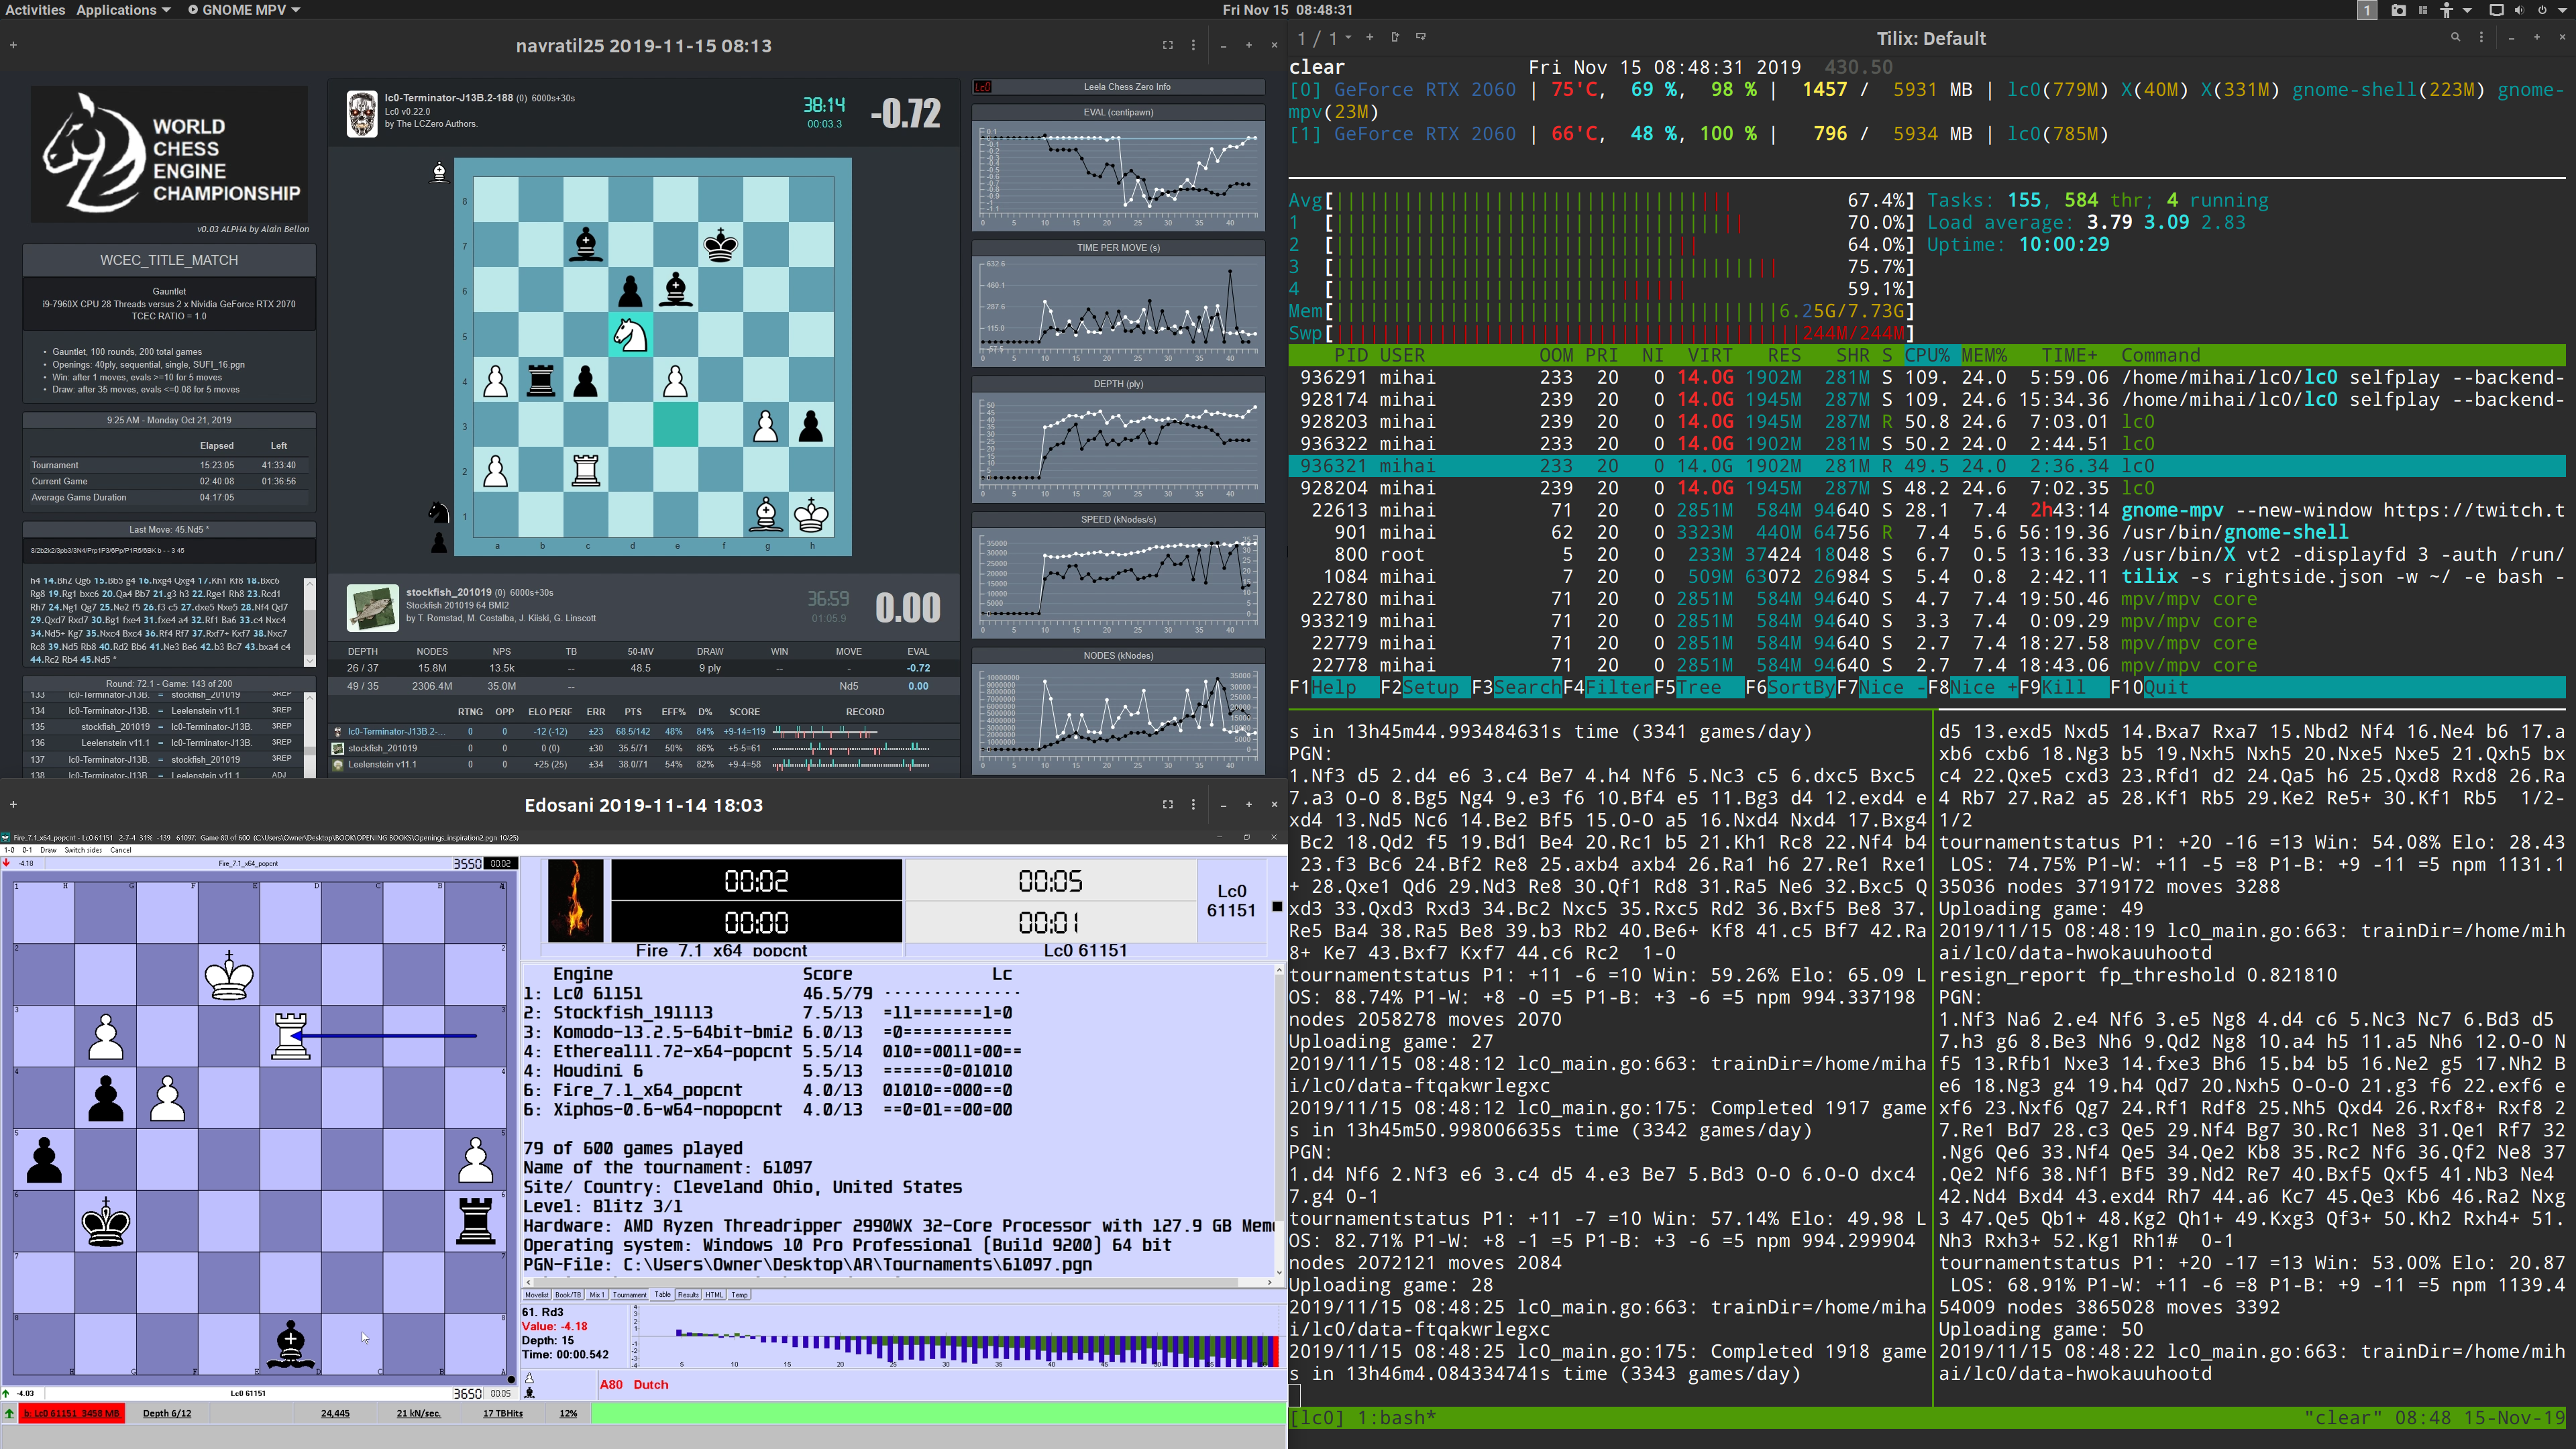 Activities Applications GNOME MPV
Fri Nov 15 08:48:31
1
navratil25 2019-11-15 08:13
WORLD
CHESS
ENGINE
CHAMPIONSHIP
v0.03 ALPHA by Alain Bellon
WCEC_TITLE_MATCH
Gauntlet
i9-7960X CPU 28 Threads versus 2 x Nvidia GeForce RTX 2070
TCEC RATIO = 1.0
• Gauntlet, 100 rounds, 200 total games
• Openings: 40ply, sequential, single, SUFI_16.pgn
• Win: after 1 moves, evals >=10 for 5 moves
• Draw: after 35 moves, evals <=0.08 for 5 moves
9:25 AM - Monday Oct 21, 2019
Elapsed Left
Tournament 15:23:05 41:33:40
Current Game 02:40:08 01:36:56
Average Game Duration 04:17:05
Last Move: 45.Nd5 *
8/2b2k2/3pb3/3N4/Prp1P3/6Pp/P1R5/6BK b - - 3 45
h4 14.Bh2 Qg6 15.Bb5 g4 16.hxg4 Qxg4 17.Kh1 Kf8 18.Bxc6
Rg8 19.Rg1 bxc6 20.Qa4 Bb7 21.g3 h3 22.Rge1 Rh8 23.Rcd1
Rh7 24.Ng1 Qg7 25.Ne2 f5 26.f3 c5 27.dxe5 Nxe5 28.Nf4 Qd7
29.Qxd7 Rxd7 30.Bg1 fxe4 31.fxe4 a4 32.Rf1 Ba6 33.c4 Nxc4
34.Nd5+ Kg7 35.Nxc4 Bxc4 36.Rf4 Rf7 37.Rxf7+ Kxf7 38.Nxc7
Rc8 39.Nd5 Rb8 40.Rd2 Bb6 41.Ne3 Be6 42.b3 Bc7 43.bxa4 c4
44.Rc2 Rb4 45.Nd5 *
Round: 72.1 - Game: 143 of 200
133 lc0-Terminator-J13B. = stockfish_201019 3REP
134 lc0-Terminator-J13B. = Leelenstein v11.1 3REP
135 stockfish_201019 = lc0-Terminator-J13B. 3REP
136 Leelenstein v11.1 = lc0-Terminator-J13B. 3REP
137 lc0-Terminator-J13B. = stockfish_201019 3REP
138 lc0-Terminator-J13B. = Leelenstein v11.1 ADJ
lc0-Terminator-J13B.2-188 (0) 6000s+30s
Lc0 v0.22.0
by The LCZero Authors.
38:14
00:03.3
-0.72
8
7
6
5
4
3
2
1
a b c d e f g h
stockfish_201019 (0) 6000s+30s
Stockfish 201019 64 BMI2
by T. Romstad, M. Costalba, J. Kiiski, G. Linscott
36:59
01:05.9
0.00
DEPTH NODES NPS TB 50-MV DRAW WIN MOVE EVAL
26 / 37 15.8M 13.5k -- 48.5 9 ply -- - -0.72
49 / 35 2306.4M 35.0M -- Nd5 0.00
RTNG OPP ELO PERF ERR PTS EFF% D% SCORE RECORD
lc0-Terminator-J13B.2-... 0 0 -12 (-12) ±23 68.5/142 48% 84% +9-14=119
stockfish_201019 0 0 0 (0) ±30 35.5/71 50% 86% +5-5=61
Leelenstein v11.1 0 0 +25 (25) ±34 38.0/71 54% 82% +9-4=58
Lc0 Leela Chess Zero Info
EVAL (centipawn)
TIME PER MOVE (s)
632.6
460.1
287.6
115.0
-57.5
DEPTH (ply)
SPEED (kNodes/s)
NODES (kNodes)
Edosani 2019-11-14 18:03
Fire_7.1_x64_popcnt - Lc0 61151 2-7-4 31% -139 61097. Game 80 of 600 (C:\Users\Owner\Desktop\BOOK\OPENING BOOKS\Openings_inspiration2.pgn 10/25)
1-0 0-1 Draw Switch sides Cancel
-4.18 Fire_7.1_x64_popcnt 3550 00:02
-4.03 Lc0 61151 3650 00:05
00:02 00:05
00:00 00:01
Lc0
61151
Fire_7.1_x64_popcnt Lc0 61151
Engine Score Lc
1: Lc0 61151 46.5/79 ··············
2: Stockfish_191113 7.5/13 =11=======1=0
3: Komodo-13.2.5-64bit-bmi2 6.0/13 =0===========
4: Ethereal11.72-x64-popcnt 5.5/14 010==0011=00==
4: Houdini 6 5.5/13 ======0=01010
6: Fire_7.1_x64_popcnt 4.0/13 01010==000==0
6: Xiphos-0.6-w64-nopopcnt 4.0/13 ==0=01==00=00
79 of 600 games played
Name of the tournament: 61097
Site/ Country: Cleveland Ohio, United States
Level: Blitz 3/1
Hardware: AMD Ryzen Threadripper 2990WX 32-Core Processor with 127.9 GB Mem
Operating system: Windows 10 Pro Professional (Build 9200) 64 bit
PGN-File: C:\Users\Owner\Desktop\AR\Tournaments\61097.pgn
Movelist Book/TB Mix 1 Tournament Table Results HTML Temp
61. Rd3
Value: -4.18
Depth: 15
Time: 00:00.542
A80 Dutch
b: Lc0 61151 3458 MB Depth 6/12 24,445 21 kN/sec. 17 TBHits 12%
1 / 1
Tilix: Default
clear Fri Nov 15 08:48:31 2019 430.50
[0] GeForce RTX 2060 | 75'C, 69 %, 98 % | 1457 / 5931 MB | lc0(779M) X(40M) X(331M) gnome-shell(223M) gnome-
mpv(23M)
[1] GeForce RTX 2060 | 66'C, 48 %, 100 % | 796 / 5934 MB | lc0(785M)
Avg[ 67.4%] Tasks: 155, 584 thr; 4 running
1 [ 70.0%] Load average: 3.79 3.09 2.83
2 [ 64.0%] Uptime: 10:00:29
3 [ 75.7%]
4 [ 59.1%]
Mem[ 6.25G/7.73G]
Swp[ 244M/244M]
PID USER OOM PRI NI VIRT RES SHR S CPU% MEM% TIME+ Command
936291 mihai 233 20 0 14.0G 1902M 281M S 109. 24.0 5:59.06 /home/mihai/lc0/lc0 selfplay --backend-
928174 mihai 239 20 0 14.0G 1945M 287M S 109. 24.6 15:34.36 /home/mihai/lc0/lc0 selfplay --backend-
928203 mihai 239 20 0 14.0G 1945M 287M R 50.8 24.6 7:03.01 lc0
936322 mihai 233 20 0 14.0G 1902M 281M S 50.2 24.0 2:44.51 lc0
936321 mihai 233 20 0 14.0G 1902M 281M R 49.5 24.0 2:36.34 lc0
928204 mihai 239 20 0 14.0G 1945M 287M S 48.2 24.6 7:02.35 lc0
22613 mihai 71 20 0 2851M 584M 94640 S 28.1 7.4 2h43:14 gnome-mpv --new-window https://twitch.t
901 mihai 62 20 0 3323M 440M 64756 R 7.4 5.6 56:19.36 /usr/bin/gnome-shell
800 root 5 20 0 233M 37424 18048 S 6.7 0.5 13:16.33 /usr/bin/X vt2 -displayfd 3 -auth /run/
1084 mihai 7 20 0 509M 63072 26984 S 5.4 0.8 2:42.11 tilix -s rightside.json -w ~/ -e bash -
22780 mihai 71 20 0 2851M 584M 94640 S 4.7 7.4 19:50.46 mpv/mpv core
933219 mihai 71 20 0 2851M 584M 94640 S 3.3 7.4 0:09.29 mpv/mpv core
22779 mihai 71 20 0 2851M 584M 94640 S 2.7 7.4 18:27.58 mpv/mpv core
22778 mihai 71 20 0 2851M 584M 94640 S 2.7 7.4 18:43.06 mpv/mpv core
F1Help F2Setup F3SearchF4FilterF5Tree F6SortByF7Nice -F8Nice +F9Kill F10Quit
s in 13h45m44.993484631s time (3341 games/day)
PGN:
1.Nf3 d5 2.d4 e6 3.c4 Be7 4.h4 Nf6 5.Nc3 c5 6.dxc5 Bxc5
7.a3 O-O 8.Bg5 Ng4 9.e3 f6 10.Bf4 e5 11.Bg3 d4 12.exd4 e
xd4 13.Nd5 Nc6 14.Be2 Bf5 15.O-O a5 16.Nxd4 Nxd4 17.Bxg4
Bc2 18.Qd2 f5 19.Bd1 Be4 20.Rc1 b5 21.Kh1 Rc8 22.Nf4 b4
23.f3 Bc6 24.Bf2 Re8 25.axb4 axb4 26.Ra1 h6 27.Re1 Rxe1
+ 28.Qxe1 Qd6 29.Nd3 Re8 30.Qf1 Rd8 31.Ra5 Ne6 32.Bxc5 Q
xd3 33.Qxd3 Rxd3 34.Bc2 Nxc5 35.Rxc5 Rd2 36.Bxf5 Be8 37.
Re5 Ba4 38.Ra5 Be8 39.b3 Rb2 40.Be6+ Kf8 41.c5 Bf7 42.Ra
8+ Ke7 43.Bxf7 Kxf7 44.c6 Rc2 1-0
tournamentstatus P1: +11 -6 =10 Win: 59.26% Elo: 65.09 L
OS: 88.74% P1-W: +8 -0 =5 P1-B: +3 -6 =5 npm 994.337198
nodes 2058278 moves 2070
Uploading game: 27
2019/11/15 08:48:12 lc0_main.go:663: trainDir=/home/miha
i/lc0/data-ftqakwrlegxc
2019/11/15 08:48:12 lc0_main.go:175: Completed 1917 game
s in 13h45m50.998006635s time (3342 games/day)
PGN:
1.d4 Nf6 2.Nf3 e6 3.c4 d5 4.e3 Be7 5.Bd3 O-O 6.O-O dxc4
7.g4 0-1
tournamentstatus P1: +11 -7 =10 Win: 57.14% Elo: 49.98 L
OS: 82.71% P1-W: +8 -1 =5 P1-B: +3 -6 =5 npm 994.299904
nodes 2072121 moves 2084
Uploading game: 28
2019/11/15 08:48:25 lc0_main.go:663: trainDir=/home/miha
i/lc0/data-ftqakwrlegxc
2019/11/15 08:48:25 lc0_main.go:175: Completed 1918 game
s in 13h46m4.084334741s time (3343 games/day)
d5 13.exd5 Nxd5 14.Bxa7 Rxa7 15.Nbd2 Nf4 16.Ne4 b6 17.a
xb6 cxb6 18.Ng3 b5 19.Nxh5 Nxh5 20.Nxe5 Nxe5 21.Qxh5 bx
c4 22.Qxe5 cxd3 23.Rfd1 d2 24.Qa5 h6 25.Qxd8 Rxd8 26.Ra
4 Rb7 27.Ra2 a5 28.Kf1 Rb5 29.Ke2 Re5+ 30.Kf1 Rb5 1/2-
1/2
tournamentstatus P1: +20 -16 =13 Win: 54.08% Elo: 28.43
LOS: 74.75% P1-W: +11 -5 =8 P1-B: +9 -11 =5 npm 1131.1
35036 nodes 3719172 moves 3288
Uploading game: 49
2019/11/15 08:48:19 lc0_main.go:663: trainDir=/home/mih
ai/lc0/data-hwokauuhootd
resign_report fp_threshold 0.821810
PGN:
1.Nf3 Na6 2.e4 Nf6 3.e5 Ng8 4.d4 c6 5.Nc3 Nc7 6.Bd3 d5
7.h3 g6 8.Be3 Nh6 9.Qd2 Ng8 10.a4 h5 11.a5 Nh6 12.O-O N
f5 13.Rfb1 Nxe3 14.fxe3 Bh6 15.b4 b5 16.Ne2 g5 17.Nh2 B
e6 18.Ng3 g4 19.h4 Qd7 20.Nxh5 O-O-O 21.g3 f6 22.exf6 e
xf6 23.Nxf6 Qg7 24.Rf1 Rdf8 25.Nh5 Qxd4 26.Rxf8+ Rxf8 2
7.Re1 Bd7 28.c3 Qe5 29.Nf4 Bg7 30.Rc1 Ne8 31.Qe1 Rf7 32
.Ng6 Qe6 33.Nf4 Qe5 34.Qe2 Kb8 35.Rc2 Nf6 36.Qf2 Ne8 37
.Qe2 Nf6 38.Nf1 Bf5 39.Nd2 Re7 40.Bxf5 Qxf5 41.Nb3 Ne4
42.Nd4 Bxd4 43.exd4 Rh7 44.a6 Kc7 45.Qe3 Kb6 46.Ra2 Nxg
3 47.Qe5 Qb1+ 48.Kg2 Qh1+ 49.Kxg3 Qf3+ 50.Kh2 Rxh4+ 51.
Nh3 Rxh3+ 52.Kg1 Rh1# 0-1
tournamentstatus P1: +20 -17 =13 Win: 53.00% Elo: 20.87
LOS: 68.91% P1-W: +11 -6 =8 P1-B: +9 -11 =5 npm 1139.4
54009 nodes 3865028 moves 3392
Uploading game: 50
2019/11/15 08:48:22 lc0_main.go:663: trainDir=/home/mih
ai/lc0/data-hwokauuhootd
[lc0] 1:bash*
"clear" 08:48 15-Nov-19